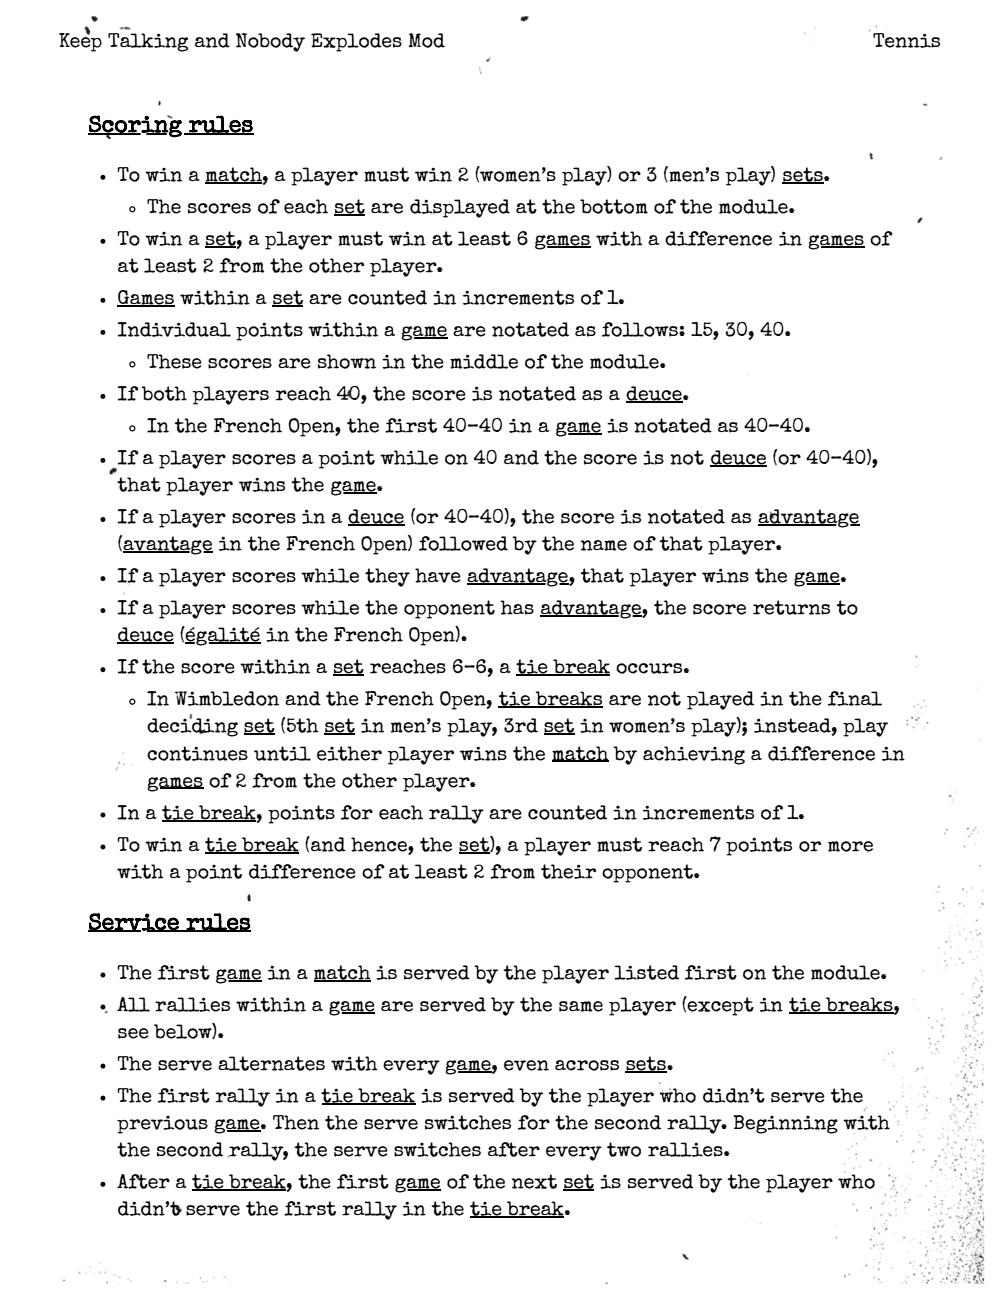 Keep Talking and Nobody Explodes Mod
Tennis
Scoring rules
• To win a match, a player must win 2 (women's play) or 3 (men's play) sets.
◦ The scores of each set are displayed at the bottom of the module.
• To win a set, a player must win at least 6 games with a difference in games of
at least 2 from the other player.
• Games within a set are counted in increments of 1.
• Individual points within a game are notated as follows: 15, 30, 40.
◦ These scores are shown in the middle of the module.
• If both players reach 40, the score is notated as a deuce.
◦ In the French Open, the first 40–40 in a game is notated as 40–40.
• If a player scores a point while on 40 and the score is not deuce (or 40–40),
that player wins the game.
• If a player scores in a deuce (or 40–40), the score is notated as advantage
(avantage in the French Open) followed by the name of that player.
• If a player scores while they have advantage, that player wins the game.
• If a player scores while the opponent has advantage, the score returns to
deuce (égalité in the French Open).
• If the score within a set reaches 6–6, a tie break occurs.
◦ In Wimbledon and the French Open, tie breaks are not played in the final
deciding set (5th set in men's play, 3rd set in women's play); instead, play
continues until either player wins the match by achieving a difference in
games of 2 from the other player.
• In a tie break, points for each rally are counted in increments of 1.
• To win a tie break (and hence, the set), a player must reach 7 points or more
with a point difference of at least 2 from their opponent.
Service rules
• The first game in a match is served by the player listed first on the module.
• All rallies within a game are served by the same player (except in tie breaks,
see below).
• The serve alternates with every game, even across sets.
• The first rally in a tie break is served by the player who didn't serve the
previous game. Then the serve switches for the second rally. Beginning with
the second rally, the serve switches after every two rallies.
• After a tie break, the first game of the next set is served by the player who
didn't serve the first rally in the tie break.